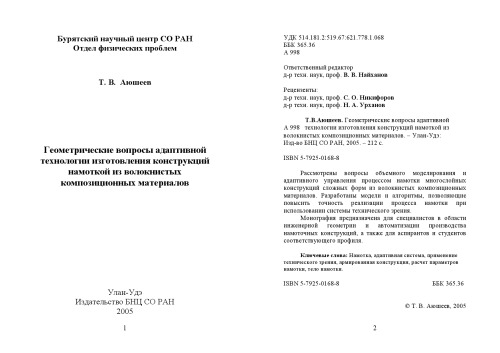 Бурятский научный центр СО РАН
Отдел физических проблем
Т. В. Аюшеев
Геометрические вопросы адаптивной
технологии изготовления конструкций
намоткой из волокнистых
композиционных материалов
Улан-Удэ
Издательство БНЦ СО РАН
2005
1
УДК 514.181.2:519.67:621.778.1.068
ББК 365.36
А 998
Ответственный редактор
д-р техн. наук, проф. В. В. Найханов
Рецензенты:
д-р техн. наук, проф. С. О. Никифоров
д-р техн. наук, проф. Н. А. Урханов
Т.В.Аюшеев. Геометрические вопросы адаптивной
А 998 технологии изготовления конструкций намоткой из
волокнистых композиционных материалов. – Улан-Удэ:
Изд-во БНЦ СО РАН, 2005. – 212 с.
ISBN 5-7925-0168-8
Рассмотрены вопросы объемного моделирования и
адаптивного управления процессом намотки многослойных
конструкций сложных форм из волокнистых композиционных
материалов. Разработаны модели и алгоритмы, позволяющие
повысить точность реализации процесса намотки при
использовании системы технического зрения.
Монография предназначена для специалистов в области
инженерной геометрии и автоматизации производства
намоточных конструкций, а также для аспирантов и студентов
соответствующего профиля.
Ключевые слова: Намотка, адаптивная система, применение
технического зрения, армированная конструкция, расчет параметров
намотки, тело намотки.
ISBN 5-7925-0168-8 ББК 365.36
© Т. В. Аюшеев, 2005
2